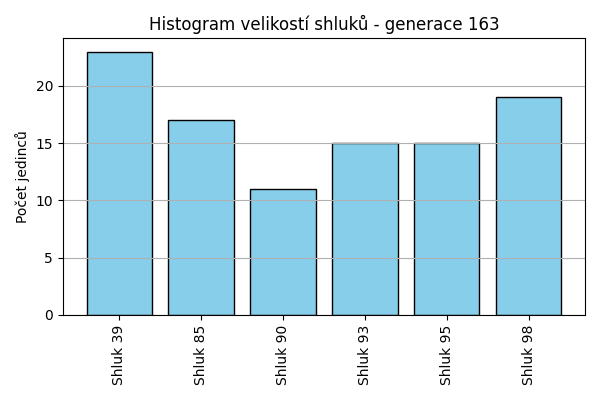 Histogram velikostí shluků - generace 163
Počet jedinců
20
15
10
5
0
Shluk 39
Shluk 85
Shluk 90
Shluk 93
Shluk 95
Shluk 98